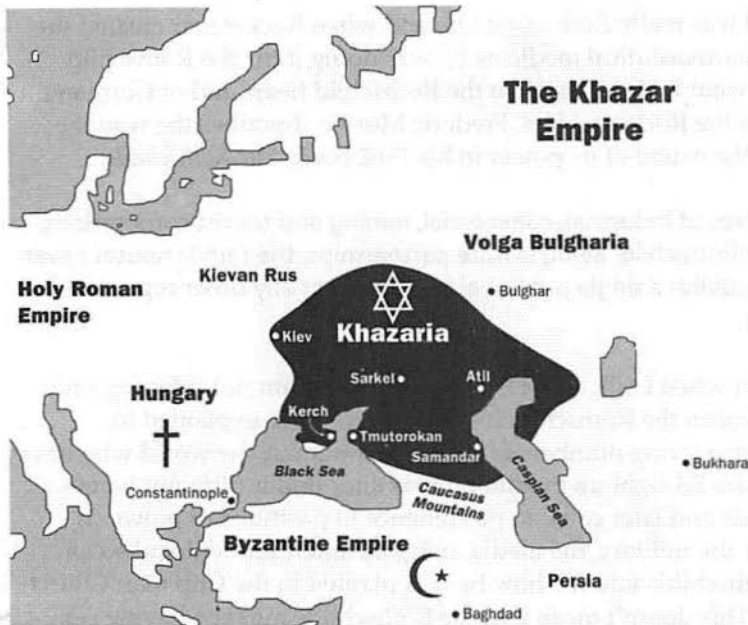 The Khazar
Empire
Volga Bulgharia
Kievan Rus
Bulghar
Holy Roman
Empire
Khazaria
Kiev
Sarkel
Atil
Hungary
Kerch
Tmutorokan
Samandar
Black Sea
Caspian Sea
Bukhara
Constantinople
Caucasus
Mountains
Byzantine Empire
Persia
Baghdad